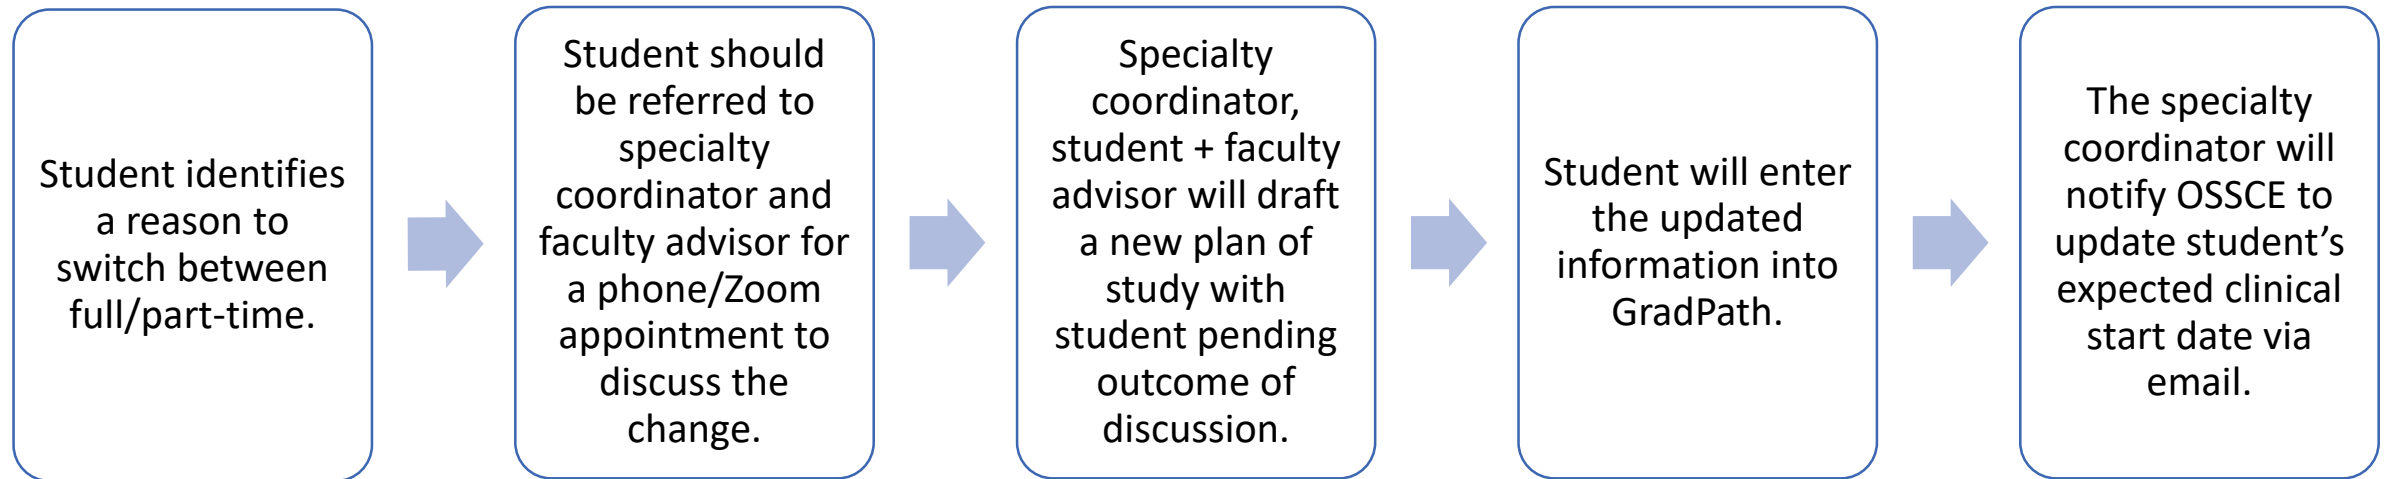 Student identifies
a reason to
switch between
full/part-time.
Student should
be referred to
specialty
coordinator and
faculty advisor for
a phone/Zoom
appointment to
discuss the
change.
Specialty
coordinator,
student + faculty
advisor will draft
a new plan of
study with
student pending
outcome of
discussion.
Student will enter
the updated
information into
GradPath.
The specialty
coordinator will
notify OSSCE to
update student’s
expected clinical
start date via
email.